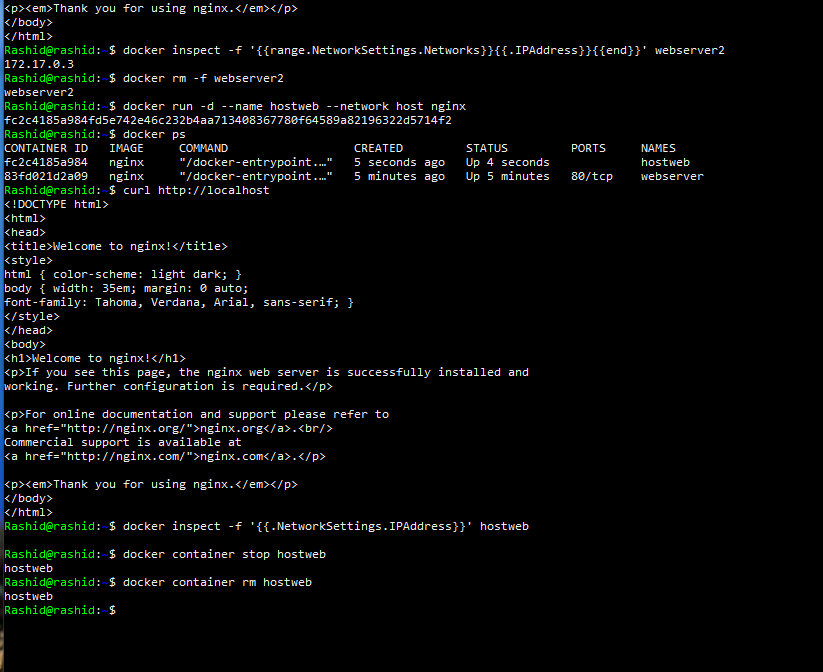 <p><em>Thank you for using nginx.</em></p>
</body>
</html>
Rashid@rashid:~$ docker inspect -f '{{range.NetworkSettings.Networks}}{{.IPAddress}}{{end}}' webserver2
172.17.0.3
Rashid@rashid:~$ docker rm -f webserver2
webserver2
Rashid@rashid:~$ docker run -d --name hostweb --network host nginx
fc2c4185a984fd5e742e46c232b4aa713408367780f64589a82196322d5714f2
Rashid@rashid:~$ docker ps
CONTAINER ID   IMAGE     COMMAND                  CREATED         STATUS         PORTS     NAMES
fc2c4185a984   nginx     "/docker-entrypoint.…"   5 seconds ago   Up 4 seconds             hostweb
83fd021d2a09   nginx     "/docker-entrypoint.…"   5 minutes ago   Up 5 minutes   80/tcp    webserver
Rashid@rashid:~$ curl http://localhost
<!DOCTYPE html>
<html>
<head>
<title>Welcome to nginx!</title>
<style>
html { color-scheme: light dark; }
body { width: 35em; margin: 0 auto;
font-family: Tahoma, Verdana, Arial, sans-serif; }
</style>
</head>
<body>
<h1>Welcome to nginx!</h1>
<p>If you see this page, the nginx web server is successfully installed and
working. Further configuration is required.</p>

<p>For online documentation and support please refer to
<a href="http://nginx.org/">nginx.org</a>.<br/>
Commercial support is available at
<a href="http://nginx.com/">nginx.com</a>.</p>

<p><em>Thank you for using nginx.</em></p>
</body>
</html>
Rashid@rashid:~$ docker inspect -f '{{.NetworkSettings.IPAddress}}' hostweb

Rashid@rashid:~$ docker container stop hostweb
hostweb
Rashid@rashid:~$ docker container rm hostweb
hostweb
Rashid@rashid:~$